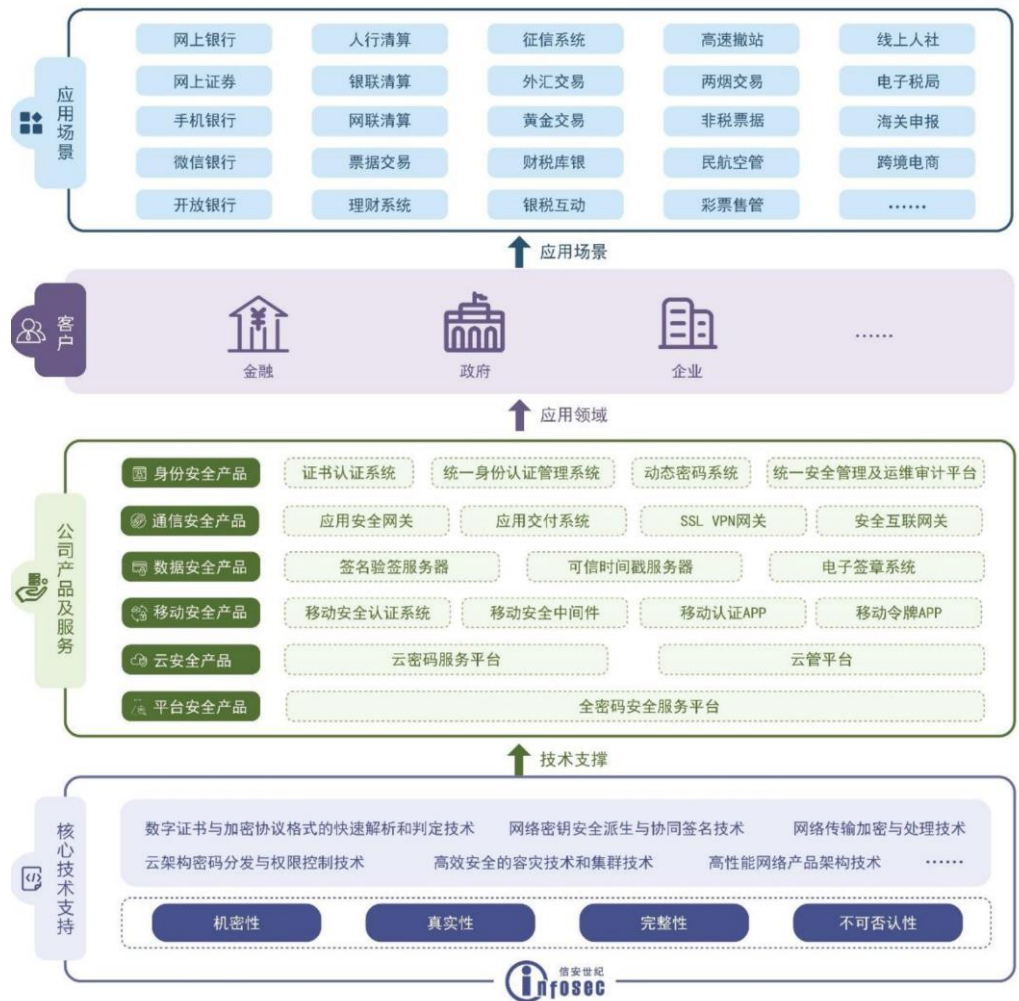 应用场景
网上银行 人行清算 征信系统 高速撤站 线上人社
网上证券 银联清算 外汇交易 两烟交易 电子税局
手机银行 网联清算 黄金交易 非税票据 海关申报
微信银行 票据交易 财税库银 民航空管 跨境电商
开放银行 理财系统 银税互动 彩票售管 ……
应用场景
客户
金融 政府 企业 ……
应用领域
公司产品及服务
身份安全产品 证书认证系统 统一身份认证管理系统 动态密码系统 统一安全管理及运维审计平台
通信安全产品 应用安全网关 应用交付系统 SSL VPN网关 安全互联网关
数据安全产品 签名验签服务器 可信时间戳服务器 电子签章系统
移动安全产品 移动安全认证系统 移动安全中间件 移动认证APP 移动令牌APP
云安全产品 云密码服务平台 云管平台
平台安全产品 全密码安全服务平台
技术支撑
核心技术支持
数字证书与加密协议格式的快速解析和判定技术 网络密钥安全派生与协同签名技术 网络传输加密与处理技术
云架构密码分发与权限控制技术 高效安全的容灾技术和集群技术 高性能网络产品架构技术 ……
机密性 真实性 完整性 不可否认性
信安世纪
infosec